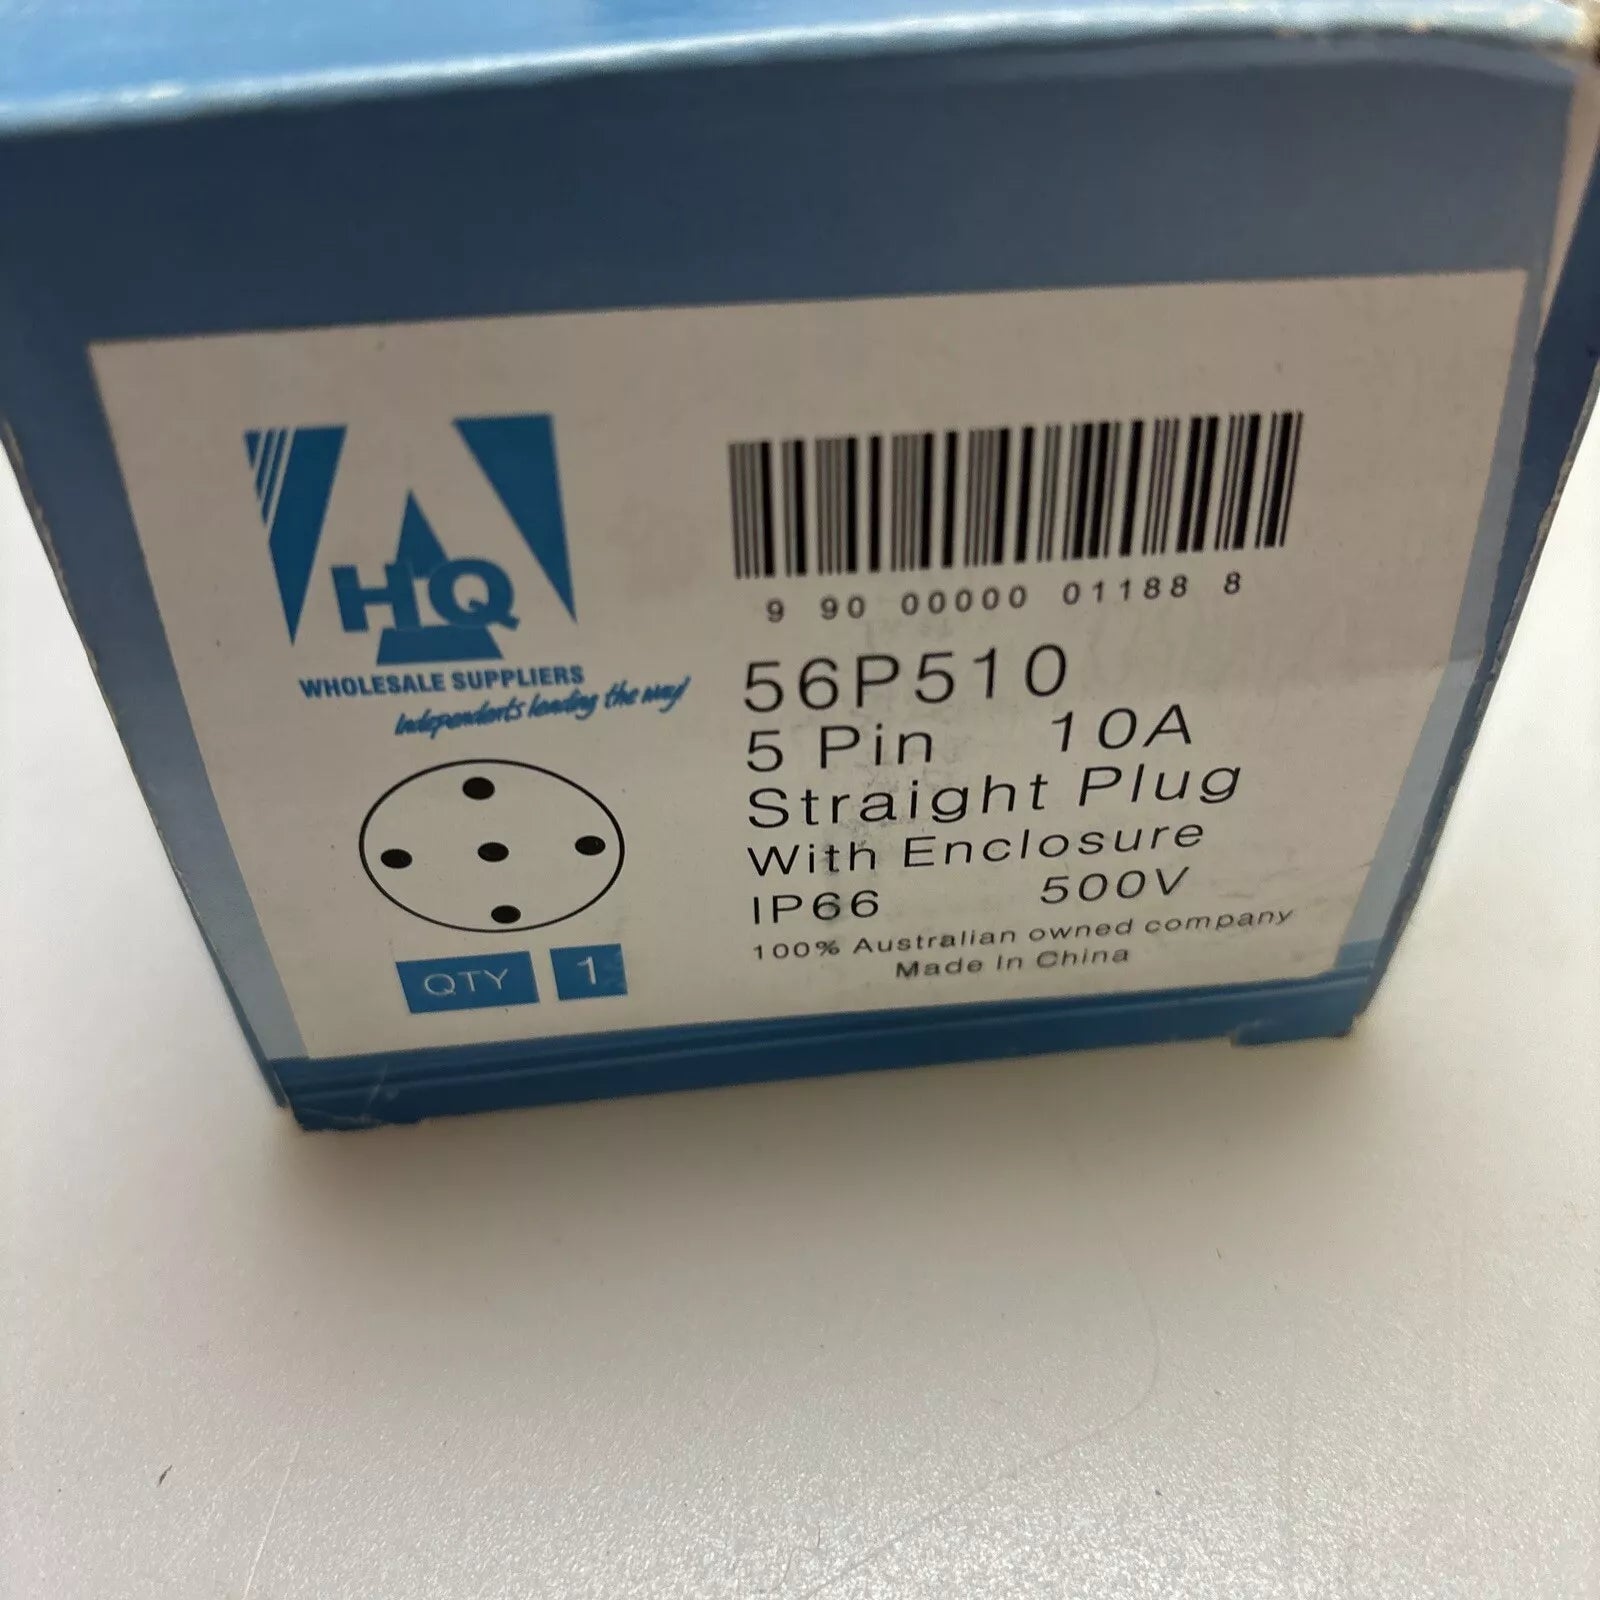 HQ
WHOLESALE SUPPLIERS
Independents leading the way!
QTY 1
9 90 00000 01188 8
56P510
5 Pin 10A
Straight Plug
With Enclosure
IP66 500V
100% Australian owned company
Made In China